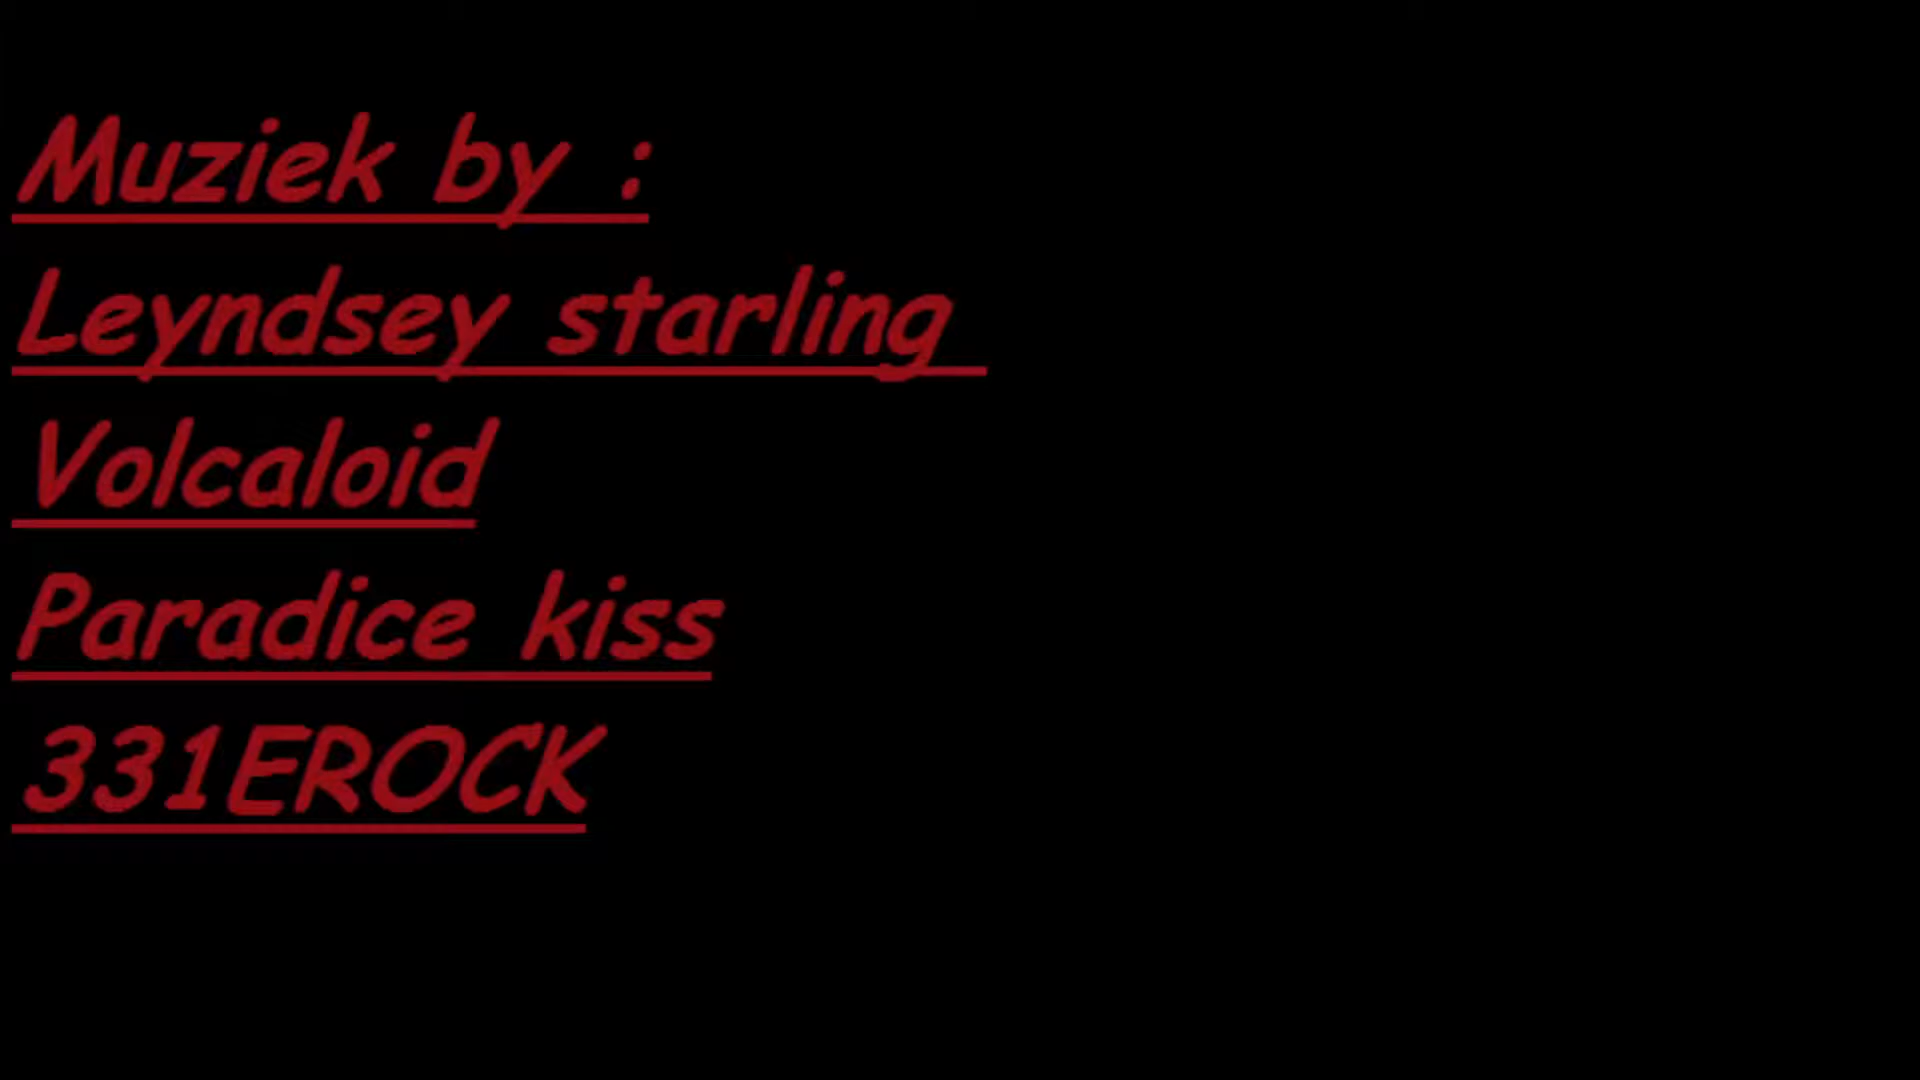 Muziek by :
Leyndsey starling
Volcaloid
Paradice kiss
331EROCK